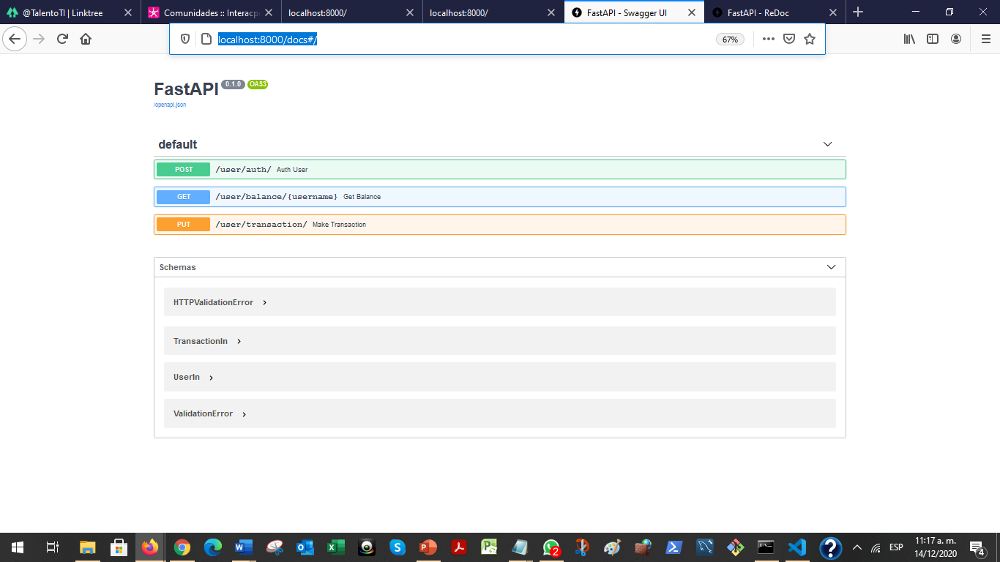 @TalentoTI | Linktree
Comunidades :: Interacp
localhost:8000/
localhost:8000/
FastAPI - Swagger UI
FastAPI - ReDoc
localhost:8000/docs#/
67%
FastAPI 0.1.0 OAS3
/openapi.json
default
POST /user/auth/ Auth User
GET /user/balance/{username} Get Balance
PUT /user/transaction/ Make Transaction
Schemas
HTTPValidationError
TransactionIn
UserIn
ValidationError
2
ESP
11:17 a. m.
14/12/2020
4